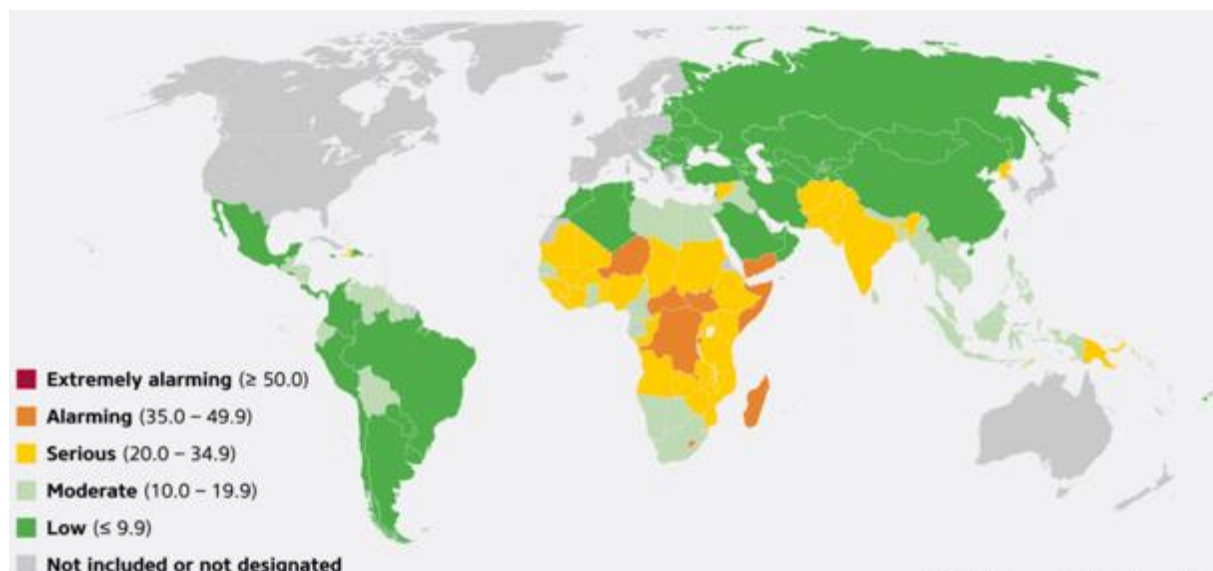 Extremely alarming (≥ 50.0)
Alarming (35.0 – 49.9)
Serious (20.0 – 34.9)
Moderate (10.0 – 19.9)
Low (≤ 9.9)
Not included or not designated